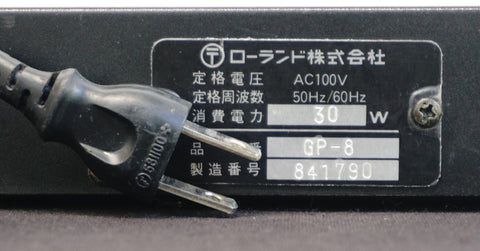 〒 ローランド株式会社
定格電圧 AC100V
定格周波数 50Hz/60Hz
消費電力 30 W
品 番 GP-8
製造番号 841790